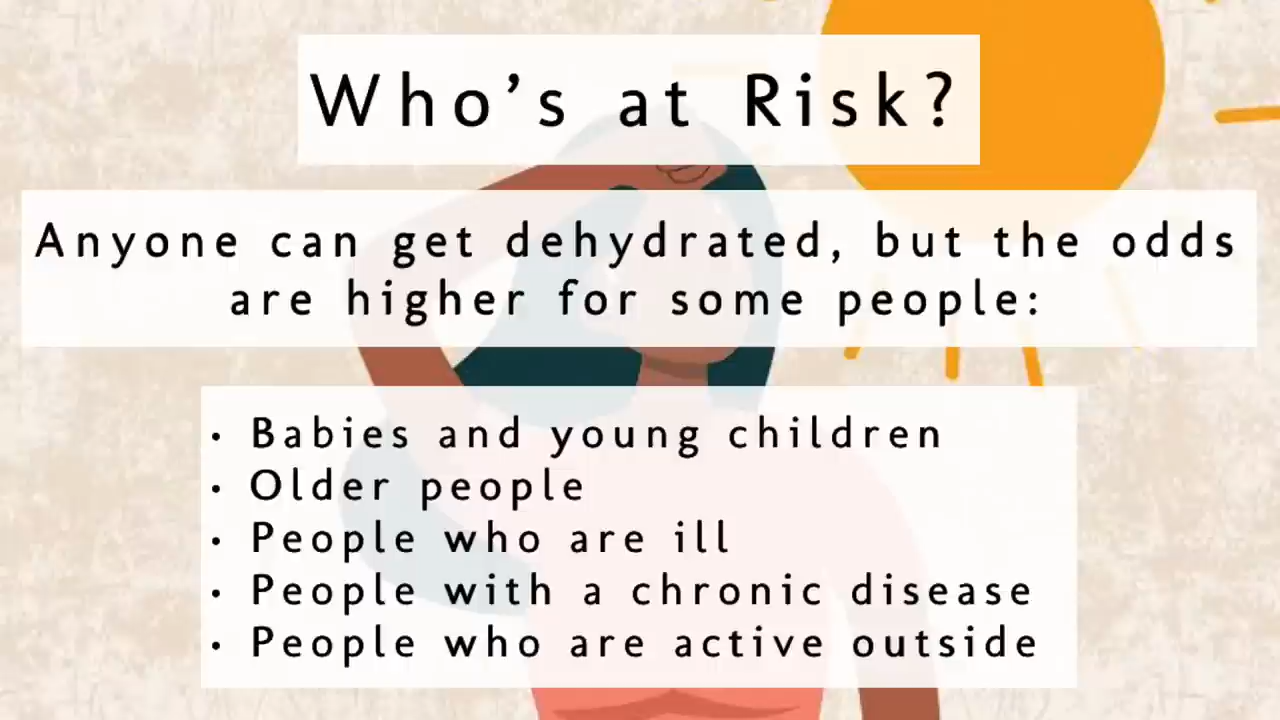 Who’s at Risk?
Anyone can get dehydrated, but the odds
are higher for some people:
• Babies and young children
• Older people
• People who are ill
• People with a chronic disease
• People who are active outside